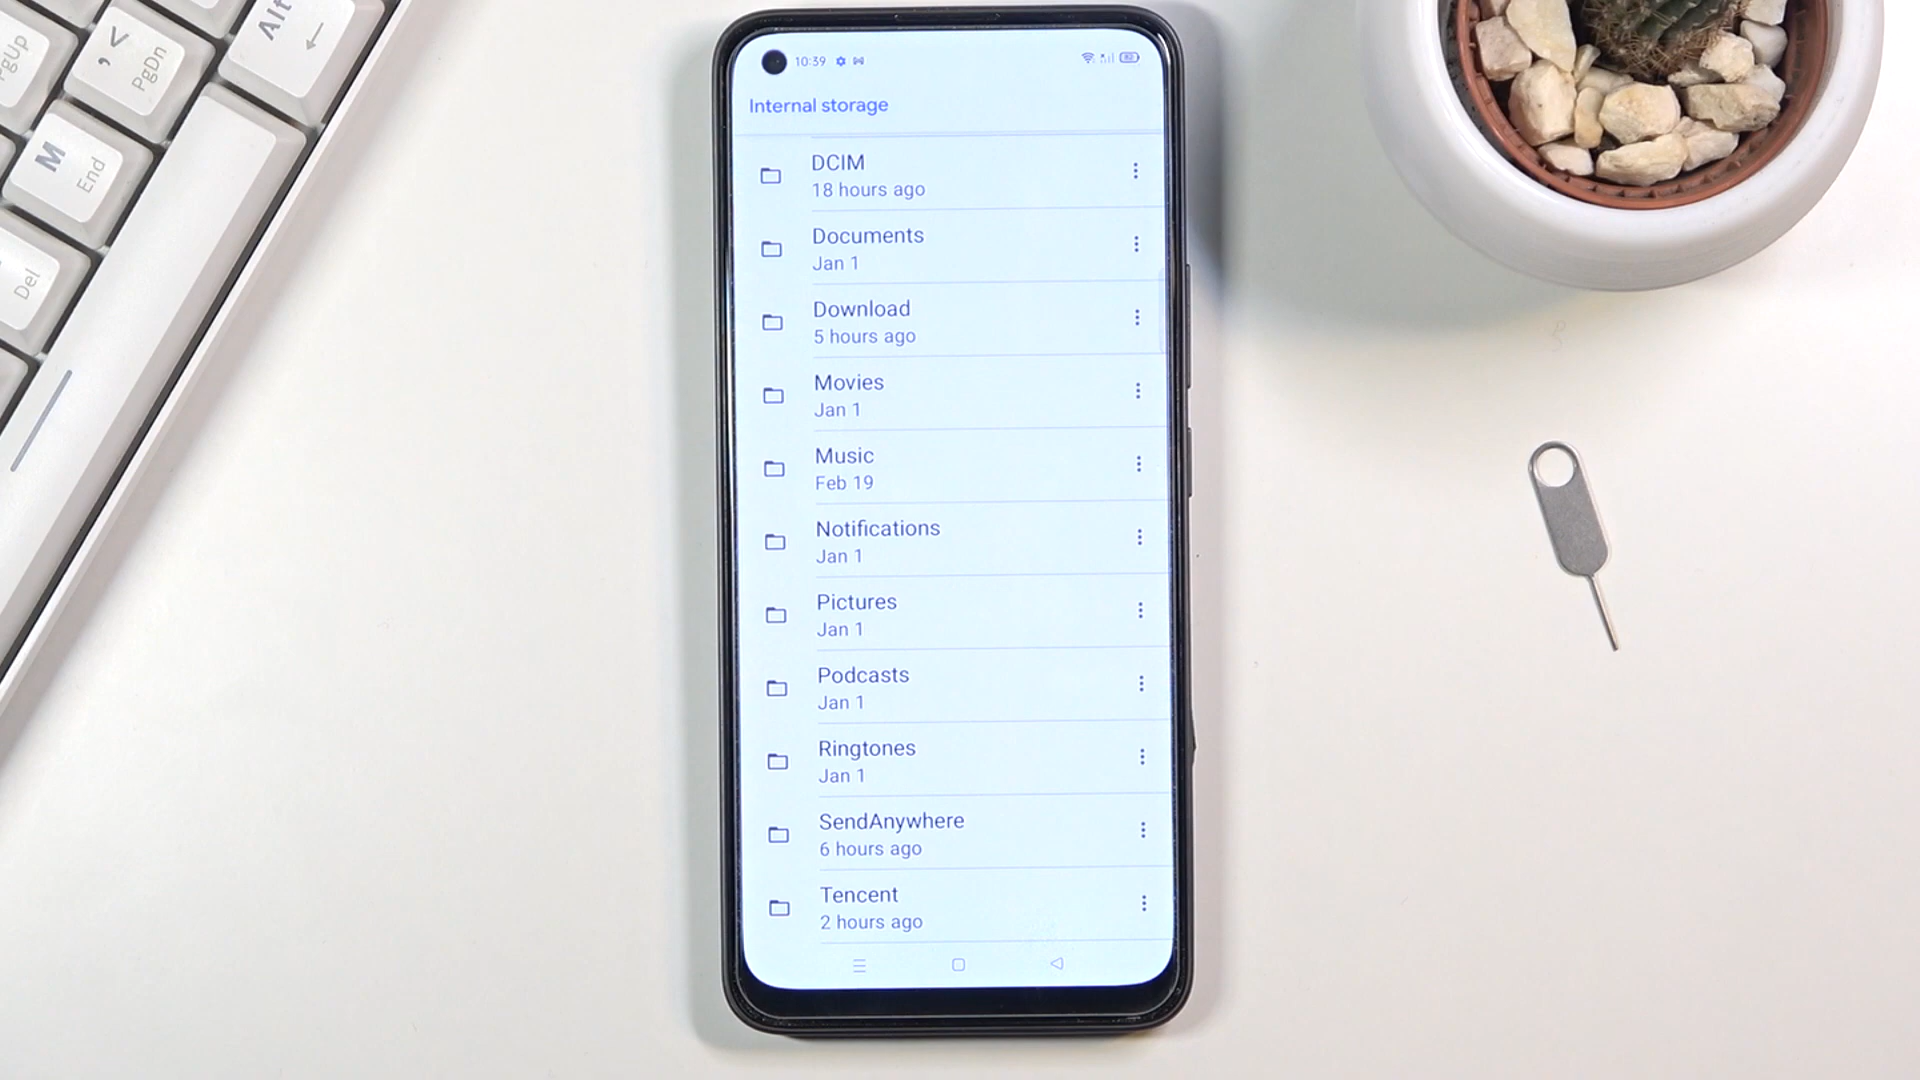 PgUp
, <
PgDn
Alt
←
M
End
Del
10:39
82
Internal storage
DCIM
18 hours ago
Documents
Jan 1
Download
5 hours ago
Movies
Jan 1
Music
Feb 19
Notifications
Jan 1
Pictures
Jan 1
Podcasts
Jan 1
Ringtones
Jan 1
SendAnywhere
6 hours ago
Tencent
2 hours ago